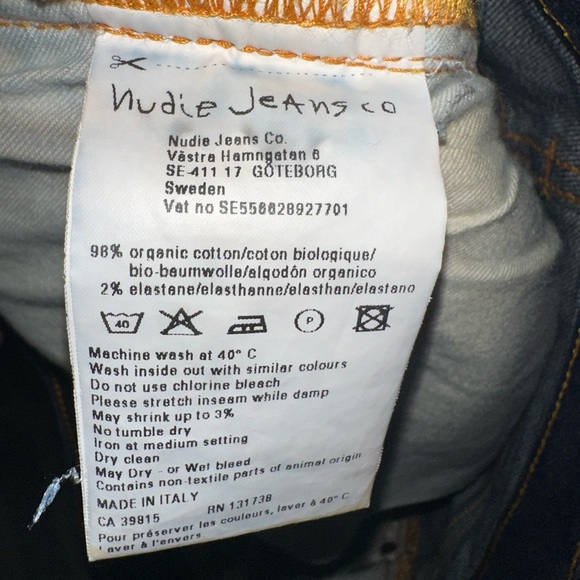 nudie Jeans co
Nudie Jeans Co.
Västra Hamngatan 6
SE-411 17 GÖTEBORG
Sweden
Vat no SE556628927701
98% organic cotton/coton biologique/
bio-baumwolle/algodôn organico
2% elastane/elasthanne/elasthan/elastano
40
P
Machine wash at 40° C
Wash inside out with similar colours
Do not use chlorine bleach
Please stretch inseam while damp
May shrink up to 3%
No tumble dry
Iron at medium setting
Dry clean
May Dry - or Wet bleed
Contains non-textile parts of animal origin
MADE IN ITALY
CA 39815 RN 131738
Pour préserver les couleurs, laver à 40° C
laver à l'envers